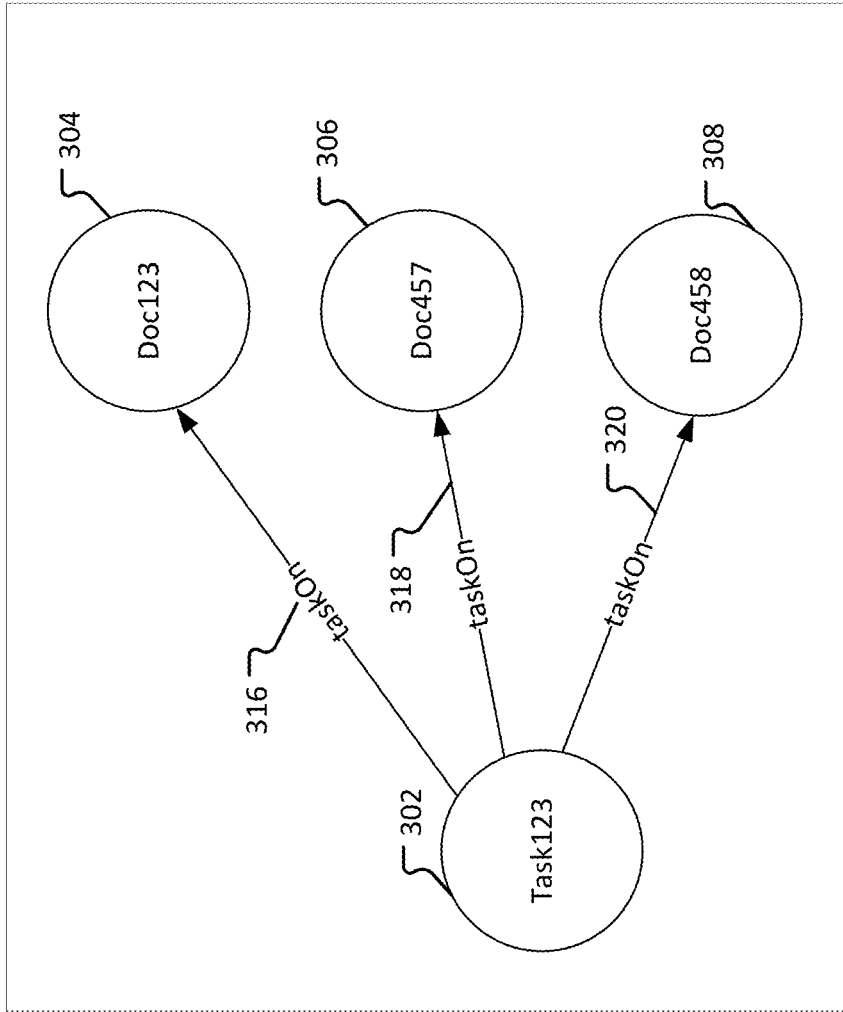 304
Doc123
306
Doc457
308
Doc458
316
taskOn
318
taskOn
320
taskOn
302
Task123